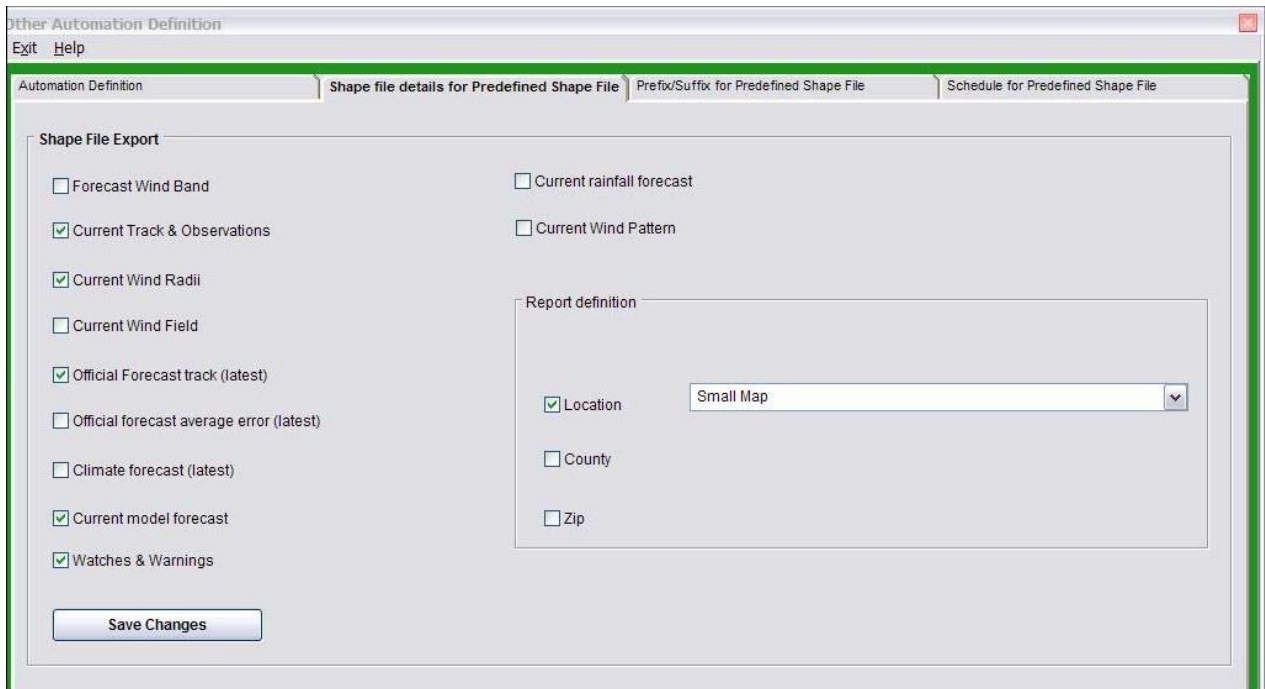 Other Automation Definition
Exit Help
Automation Definition
Shape file details for Predefined Shape File
Prefix/Suffix for Predefined Shape File
Schedule for Predefined Shape File
Shape File Export
Forecast Wind Band
Current Track & Observations
Current Wind Radii
Current Wind Field
Official Forecast track (latest)
Official forecast average error (latest)
Climate forecast (latest)
Current model forecast
Watches & Warnings
Save Changes
Current rainfall forecast
Current Wind Pattern
Report definition
Location
Small Map
County
Zip